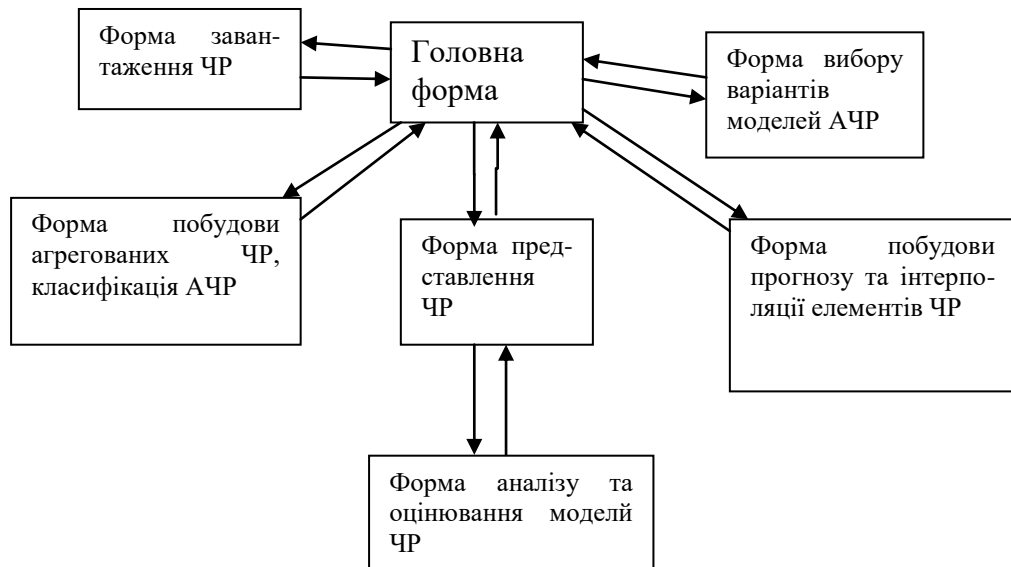 Форма заван-
таження ЧР
Головна
форма
Форма вибору
варіантів
моделей АЧР
Форма побудови
агрегованих ЧР,
класифікація АЧР
Форма пред-
ставлення
ЧР
Форма побудови
прогнозу та інтерпо-
ляції елементів ЧР
Форма аналізу та
оцінювання моделй
ЧР